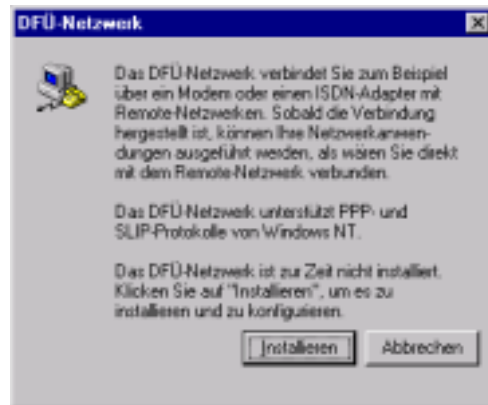 DFÜ-Netzwerk
Das DFÜ-Netzwerk verbindet Sie zum Beispiel
über ein Modem oder einen ISDN-Adapter mit
Remote-Netzwerken. Sobald die Verbindung
hergestellt ist, können Ihre Netzwerkanwen-
dungen ausgeführt werden, als wären Sie direkt
mit dem Remote-Netzwerk verbunden.
Das DFÜ-Netzwerk unterstützt PPP- und
SLIP-Protokolle von Windows NT.
Das DFÜ-Netzwerk ist zur Zeit nicht installiert.
Klicken Sie auf "Installieren", um es zu
installieren und zu konfigurieren.
Installieren Abbrechen